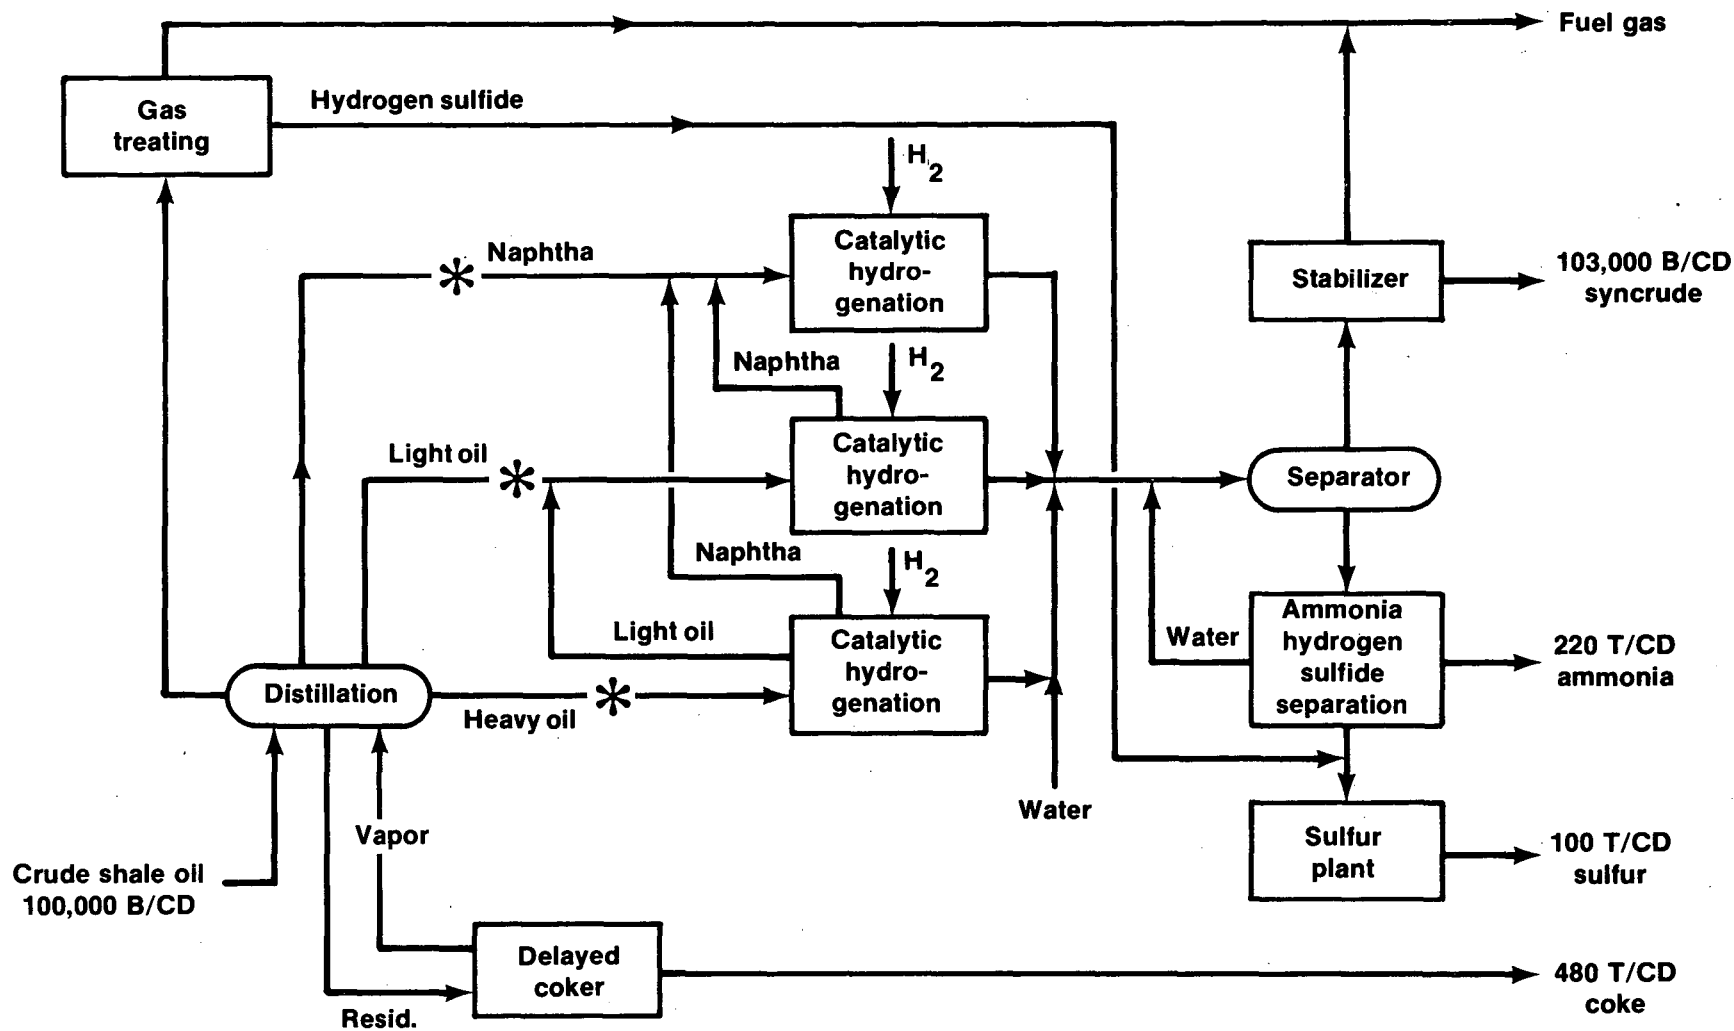 Fuel gas
Gas
treating
Hydrogen sulfide
H2
Naphtha
Catalytic
hydro-
genation
Stabilizer
103,000 B/CD
syncrude
Naphtha
H2
Light oil
Catalytic
hydro-
genation
Separator
Naphtha
H2
Light oil
Catalytic
hydro-
genation
Water
Ammonia
hydrogen
sulfide
separation
220 T/CD
ammonia
Distillation
Heavy oil
Water
Vapor
Sulfur
plant
100 T/CD
sulfur
Crude shale oil
100,000 B/CD
Delayed
coker
480 T/CD
coke
Resid.